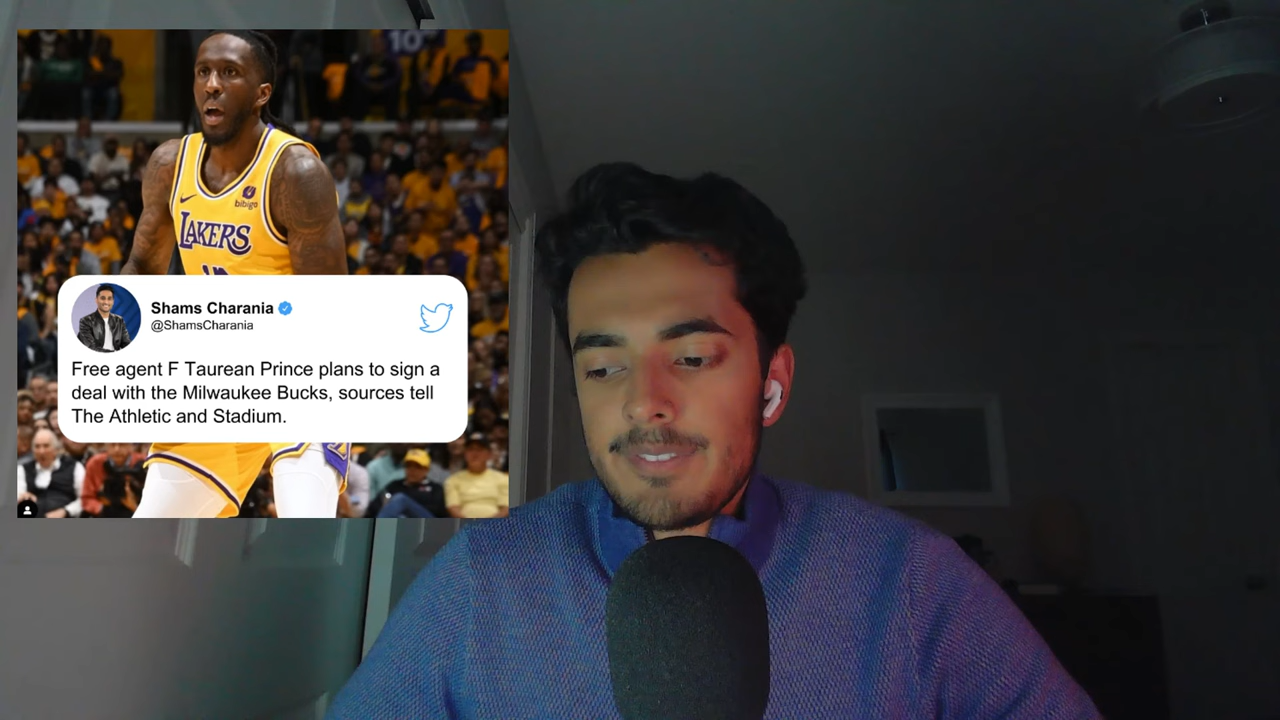 10
bibigo
LAKERS
Shams Charania
@ShamsCharania
Free agent F Taurean Prince plans to sign a
deal with the Milwaukee Bucks, sources tell
The Athletic and Stadium.